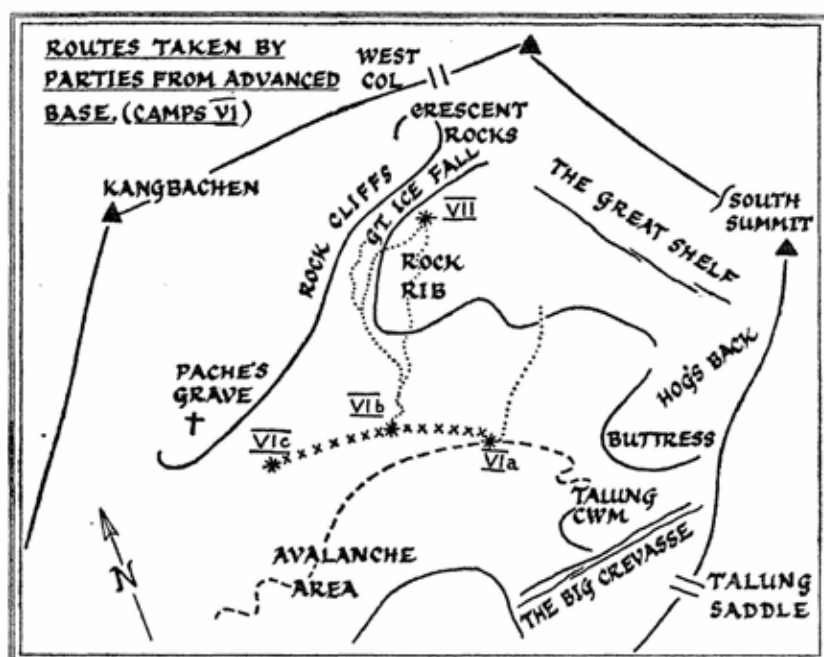 ROUTES TAKEN BY
PARTIES FROM ADVANCED
BASE, (CAMPS VI)
WEST
COL
CRESCENT
ROCKS
KANGBACHEN
ROCK CLIFFS
GT. ICE FALL
THE GREAT SHELF
SOUTH
SUMMIT
VII
ROCK
RIB
PACHE'S
GRAVE
HOG'S BACK
VIb
VIc
VIa
BUTTRESS
TALUNG
CWM
AVALANCHE
AREA
THE BIG CREVASSE
TALUNG
SADDLE
N